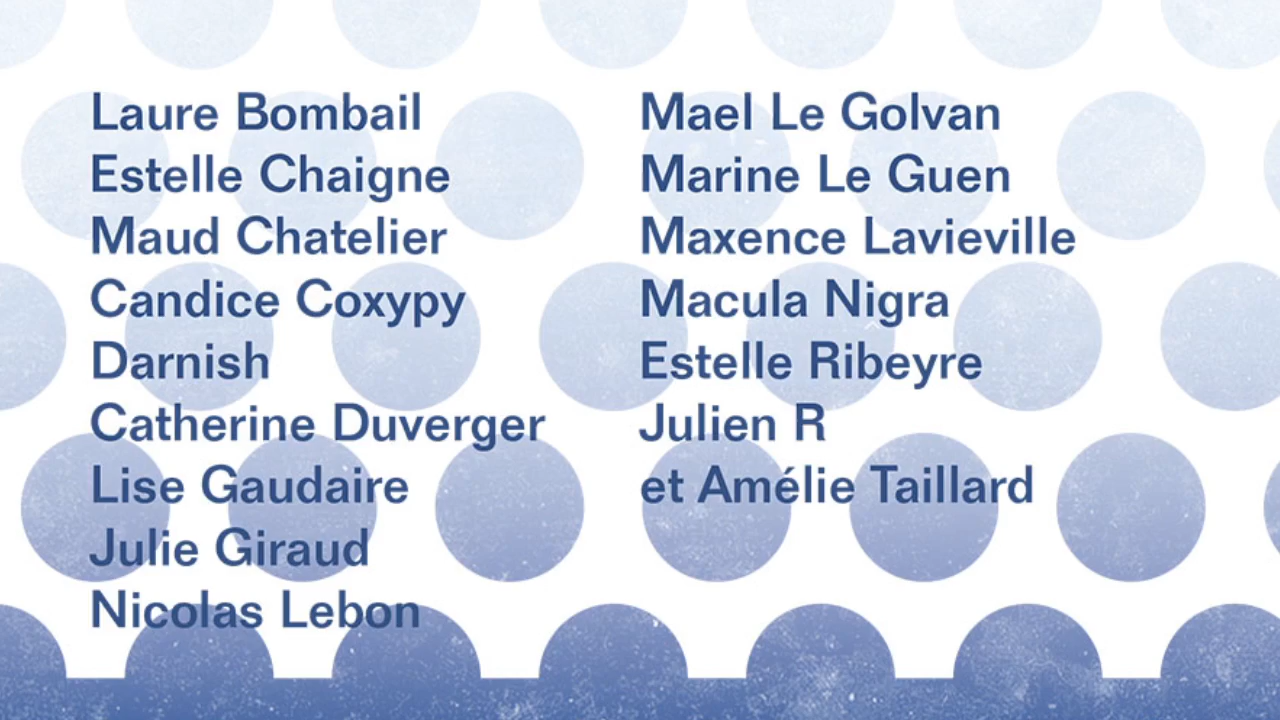 Laure Bombail
Estelle Chaigne
Maud Chatelier
Candice Coxypy
Darnish
Catherine Duverger
Lise Gaudaire
Julie Giraud
Nicolas Lebon
Mael Le Golvan
Marine Le Guen
Maxence Lavieville
Macula Nigra
Estelle Ribeyre
Julien R
et Amélie Taillard